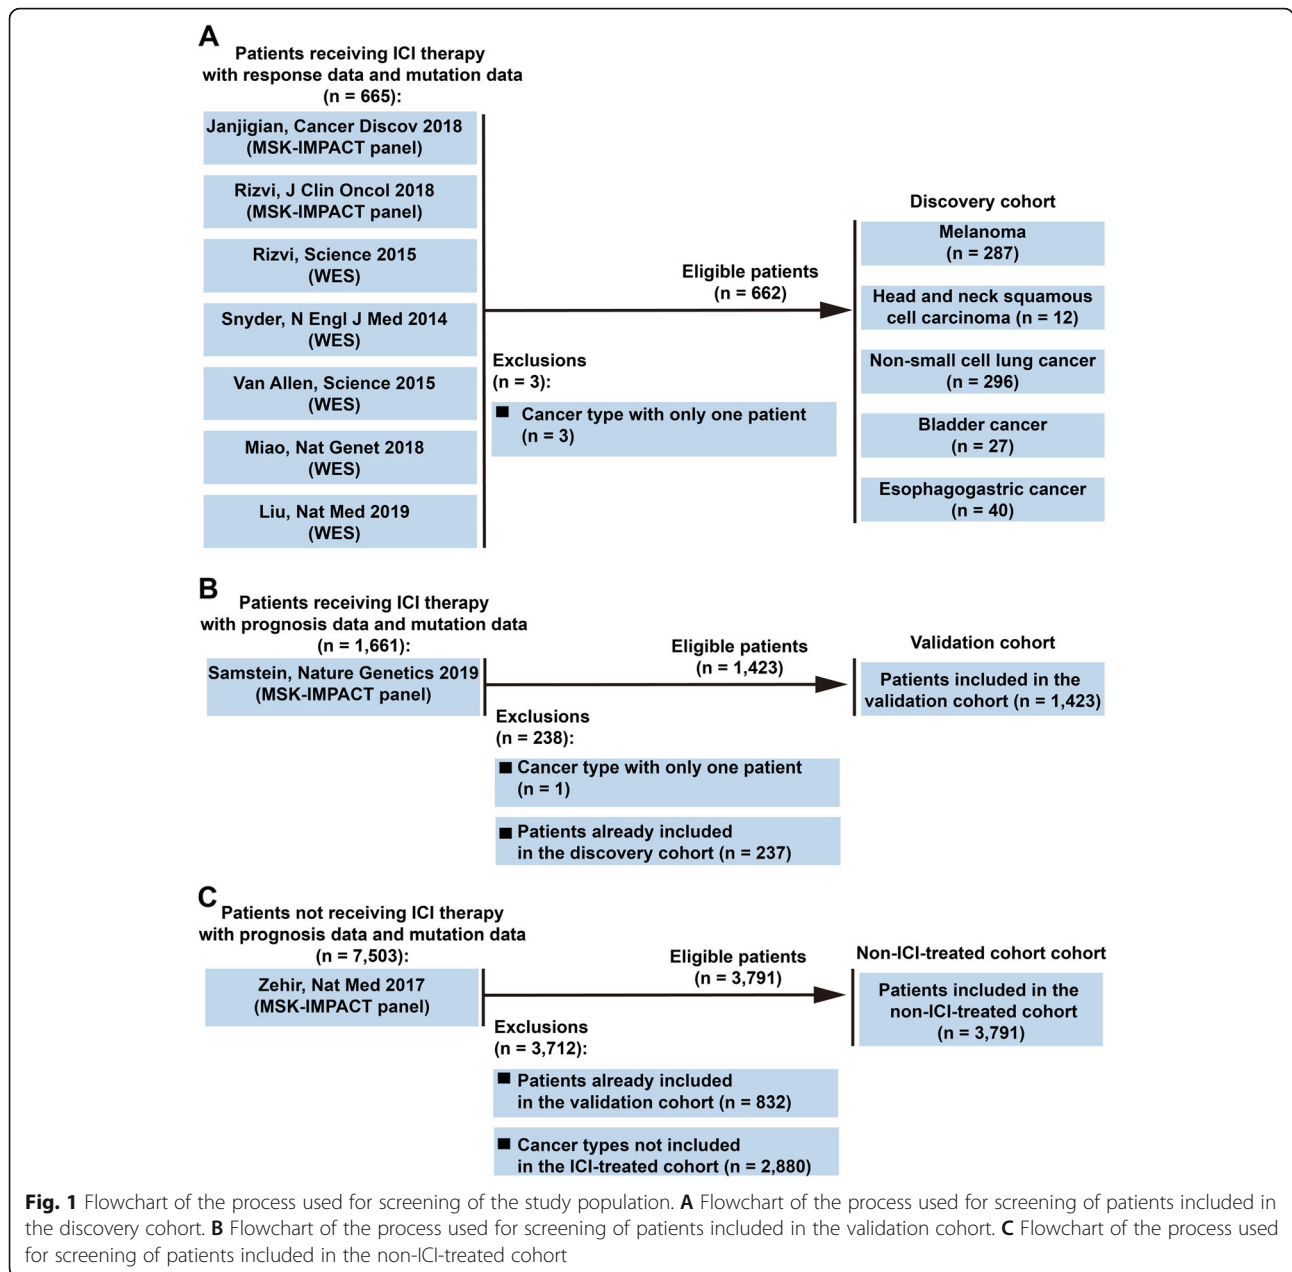 A
Patients receiving ICI therapy
with response data and mutation data
(n = 665):
Janjigian, Cancer Discov 2018
(MSK-IMPACT panel)
Rizvi, J Clin Oncol 2018
(MSK-IMPACT panel)
Rizvi, Science 2015
(WES)
Snyder, N Engl J Med 2014
(WES)
Van Allen, Science 2015
(WES)
Miao, Nat Genet 2018
(WES)
Liu, Nat Med 2019
(WES)
Eligible patients
(n = 662)
Exclusions
(n = 3):
■ Cancer type with only one patient
(n = 3)
Discovery cohort
Melanoma
(n = 287)
Head and neck squamous
cell carcinoma (n = 12)
Non-small cell lung cancer
(n = 296)
Bladder cancer
(n = 27)
Esophagogastric cancer
(n = 40)
B
Patients receiving ICI therapy
with prognosis data and mutation data
(n = 1,661):
Samstein, Nature Genetics 2019
(MSK-IMPACT panel)
Eligible patients
(n = 1,423)
Exclusions
(n = 238):
■ Cancer type with only one patient
(n = 1)
■ Patients already included
in the discovery cohort (n = 237)
Validation cohort
Patients included in the
validation cohort (n = 1,423)
C
Patients not receiving ICI therapy
with prognosis data and mutation data
(n = 7,503):
Zehir, Nat Med 2017
(MSK-IMPACT panel)
Eligible patients
(n = 3,791)
Exclusions
(n = 3,712):
■ Patients already included
in the validation cohort (n = 832)
■ Cancer types not included
in the ICI-treated cohort (n = 2,880)
Non-ICI-treated cohort cohort
Patients included in the
non-ICI-treated cohort
(n = 3,791)
Fig. 1 Flowchart of the process used for screening of the study population. A Flowchart of the process used for screening of patients included in
the discovery cohort. B Flowchart of the process used for screening of patients included in the validation cohort. C Flowchart of the process used
for screening of patients included in the non-ICI-treated cohort